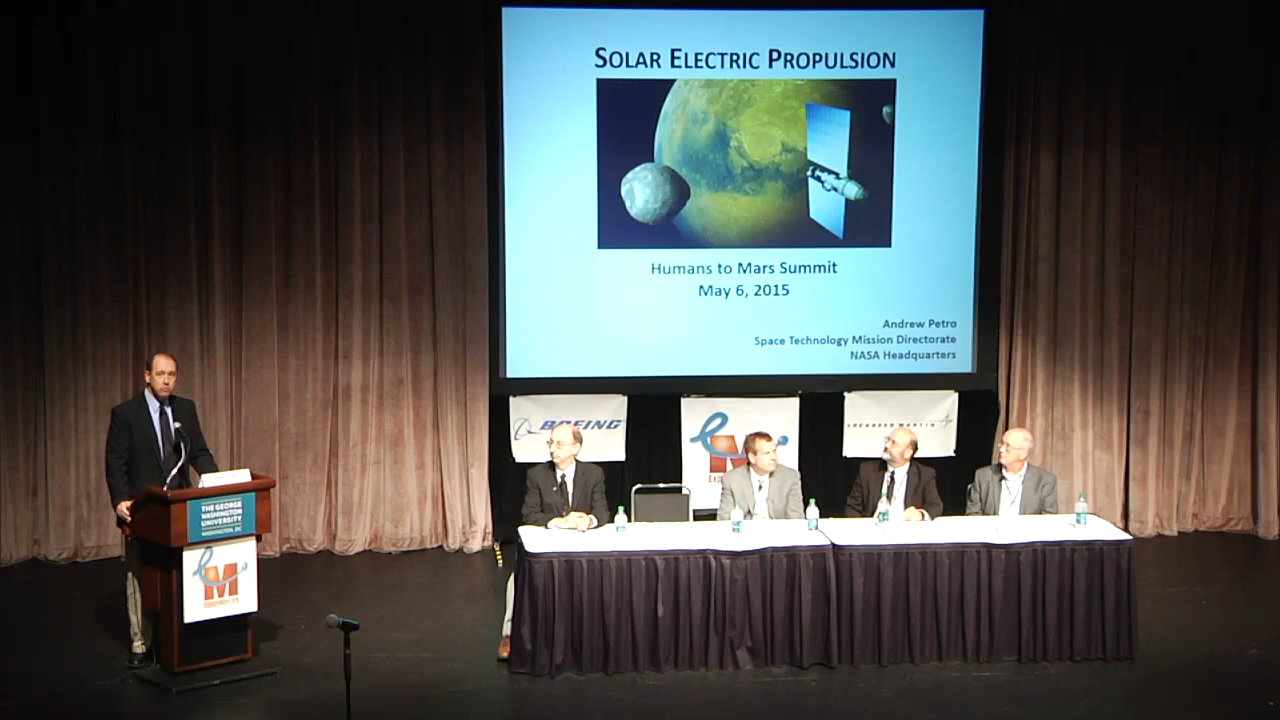 SOLAR ELECTRIC PROPULSION
Humans to Mars Summit
May 6, 2015
Andrew Petro
Space Technology Mission Directorate
NASA Headquarters
BOEING
LOCKHEED MARTIN
THE GEORGE
WASHINGTON
UNIVERSITY
WASHINGTON, DC
M